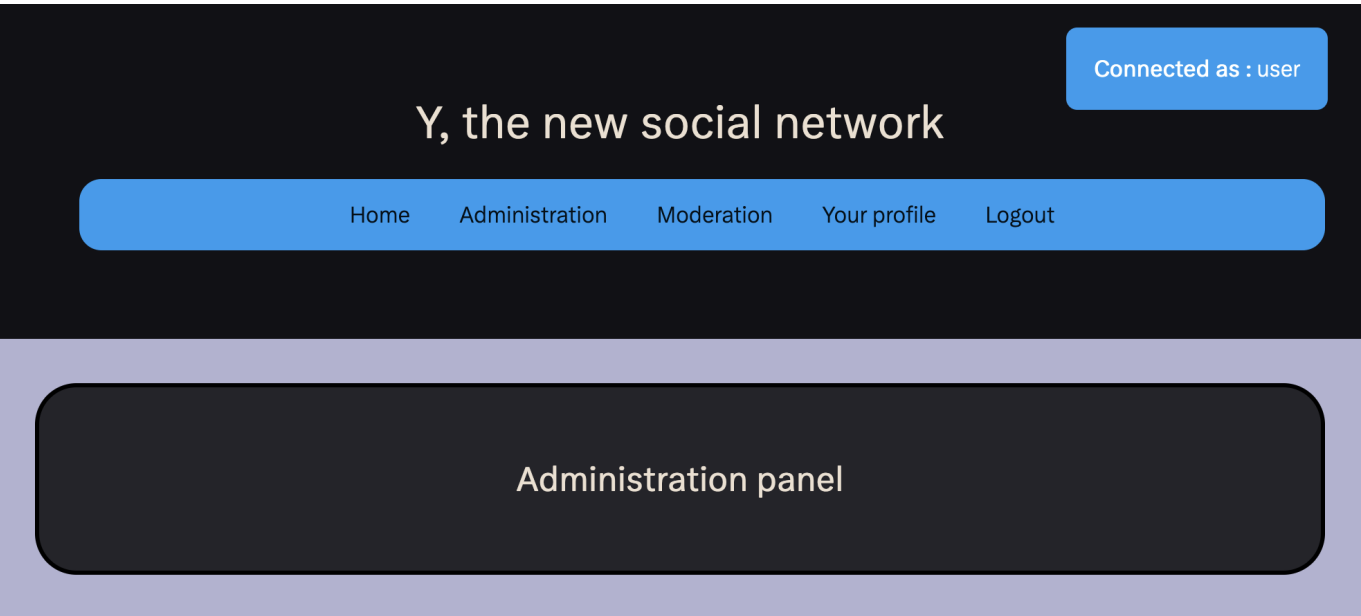 Connected as : user
Y, the new social network
Home Administration Moderation Your profile Logout
Administration panel